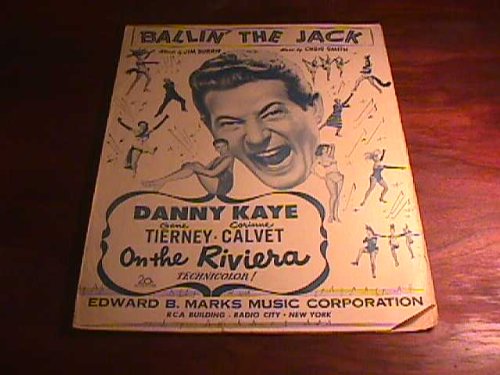 BALLIN' THE JACK
Words by JIM BURRIS Music by CHRIS SMITH
DANNY KAYE
Gene Corinne
TIERNEY · CALVET
On the Riviera
20th
TECHNICOLOR!
EDWARD B. MARKS MUSIC CORPORATION
RCA BUILDING · RADIO CITY · NEW YORK